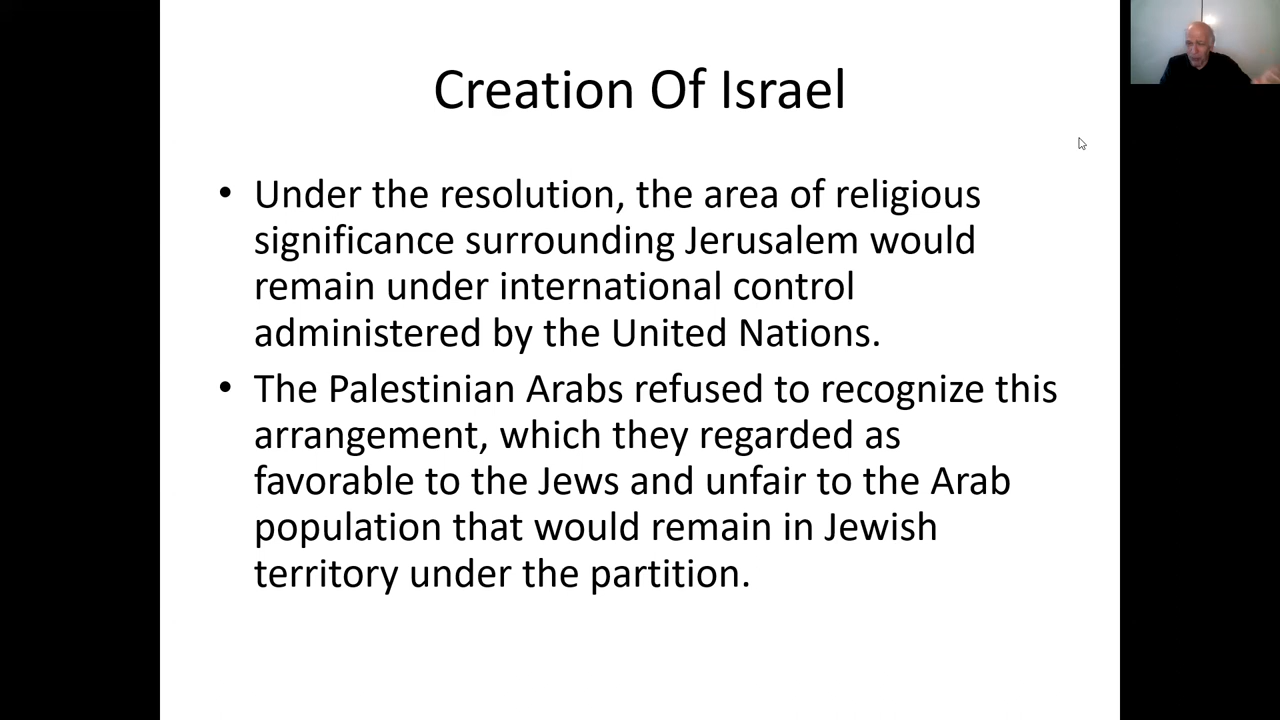 Creation Of Israel
• Under the resolution, the area of religious
significance surrounding Jerusalem would
remain under international control
administered by the United Nations.
• The Palestinian Arabs refused to recognize this
arrangement, which they regarded as
favorable to the Jews and unfair to the Arab
population that would remain in Jewish
territory under the partition.